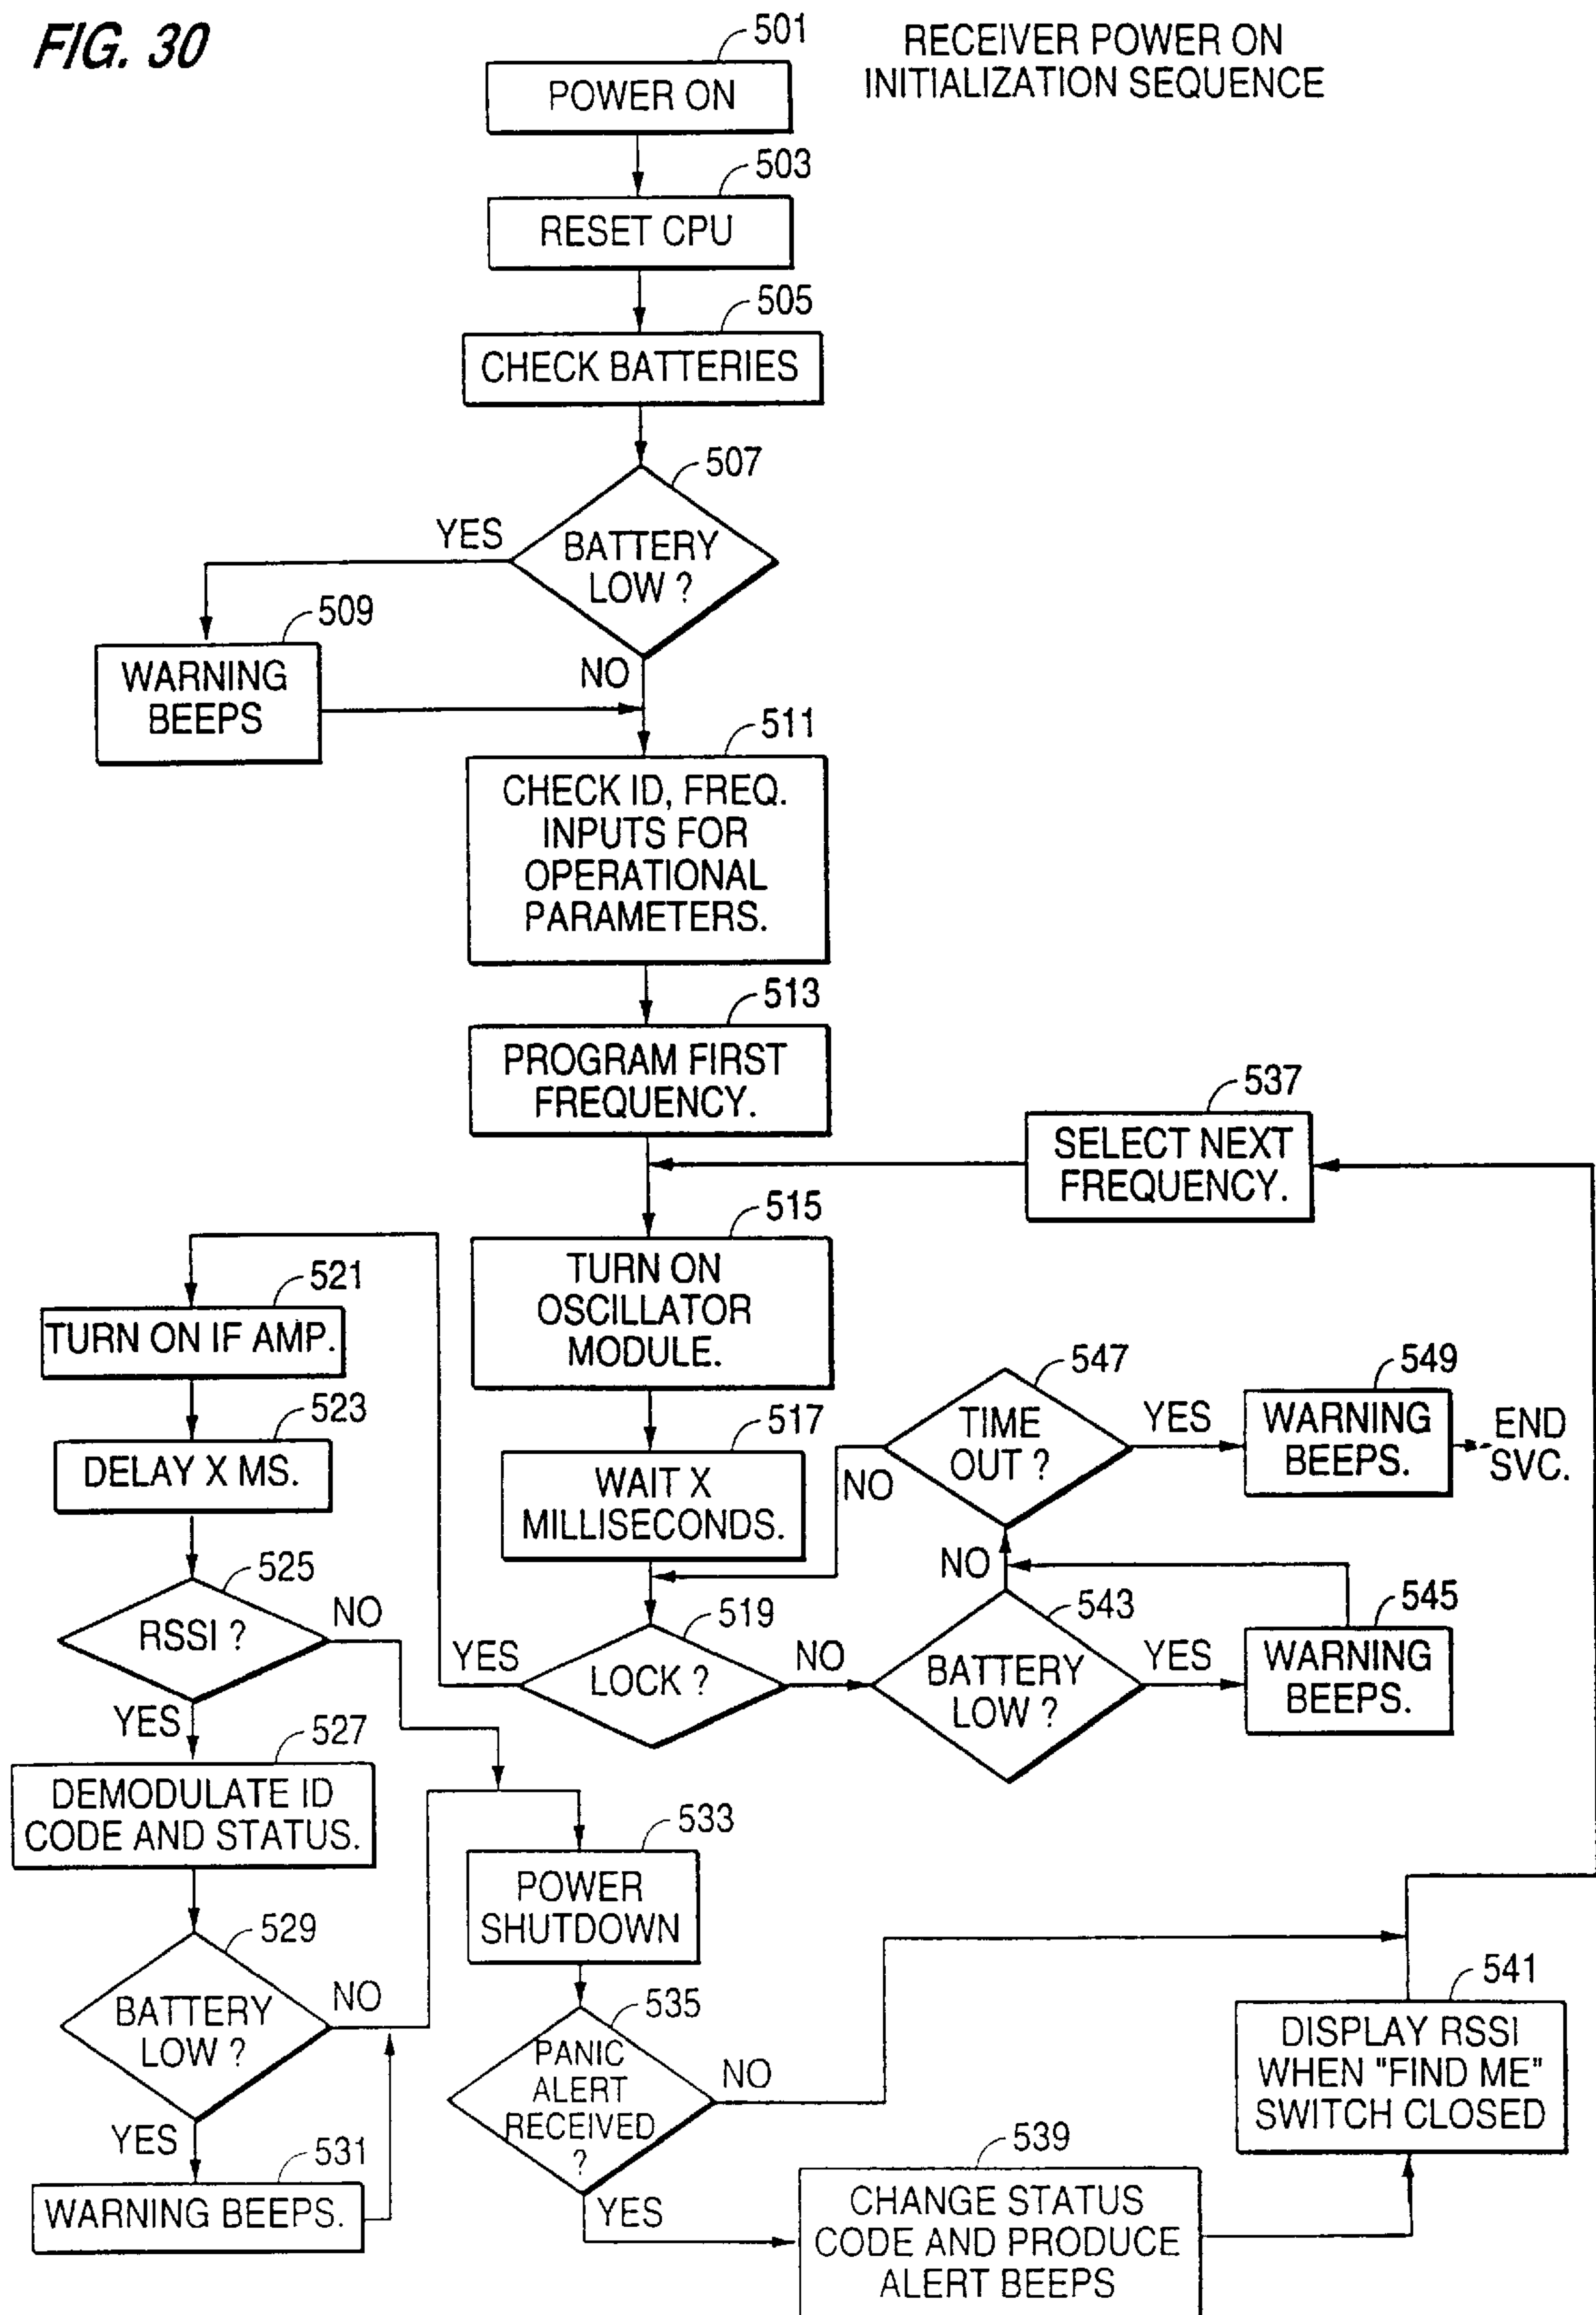 FIG. 30
RECEIVER POWER ON
INITIALIZATION SEQUENCE
501
POWER ON
503
RESET CPU
505
CHECK BATTERIES
507
BATTERY
LOW ?
YES
NO
509
WARNING
BEEPS
511
CHECK ID, FREQ.
INPUTS FOR
OPERATIONAL
PARAMETERS.
513
PROGRAM FIRST
FREQUENCY.
537
SELECT NEXT
FREQUENCY.
515
TURN ON
OSCILLATOR
MODULE.
517
WAIT X
MILLISECONDS.
519
LOCK ?
YES
NO
521
TURN ON IF AMP.
523
DELAY X MS.
525
RSSI ?
NO
YES
527
DEMODULATE ID
CODE AND STATUS.
529
BATTERY
LOW ?
NO
YES
531
WARNING BEEPS.
543
BATTERY
LOW ?
NO
YES
545
WARNING
BEEPS.
547
TIME
OUT ?
NO
YES
549
WARNING
BEEPS.
END
SVC.
533
POWER
SHUTDOWN
535
PANIC
ALERT
RECEIVED
?
NO
YES
539
CHANGE STATUS
CODE AND PRODUCE
ALERT BEEPS
541
DISPLAY RSSI
WHEN "FIND ME"
SWITCH CLOSED